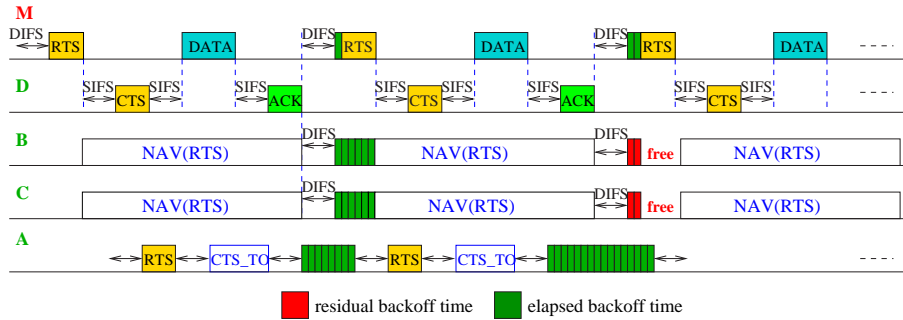 M
DIFS RTS DATA DIFS RTS DATA DIFS RTS DATA
D SIFS CTS SIFS SIFS ACK SIFS CTS SIFS SIFS ACK SIFS CTS SIFS
B NAV(RTS) DIFS NAV(RTS) DIFS free NAV(RTS)
C NAV(RTS) DIFS NAV(RTS) DIFS free NAV(RTS)
A RTS CTS_TO RTS CTS_TO
residual backoff time elapsed backoff time